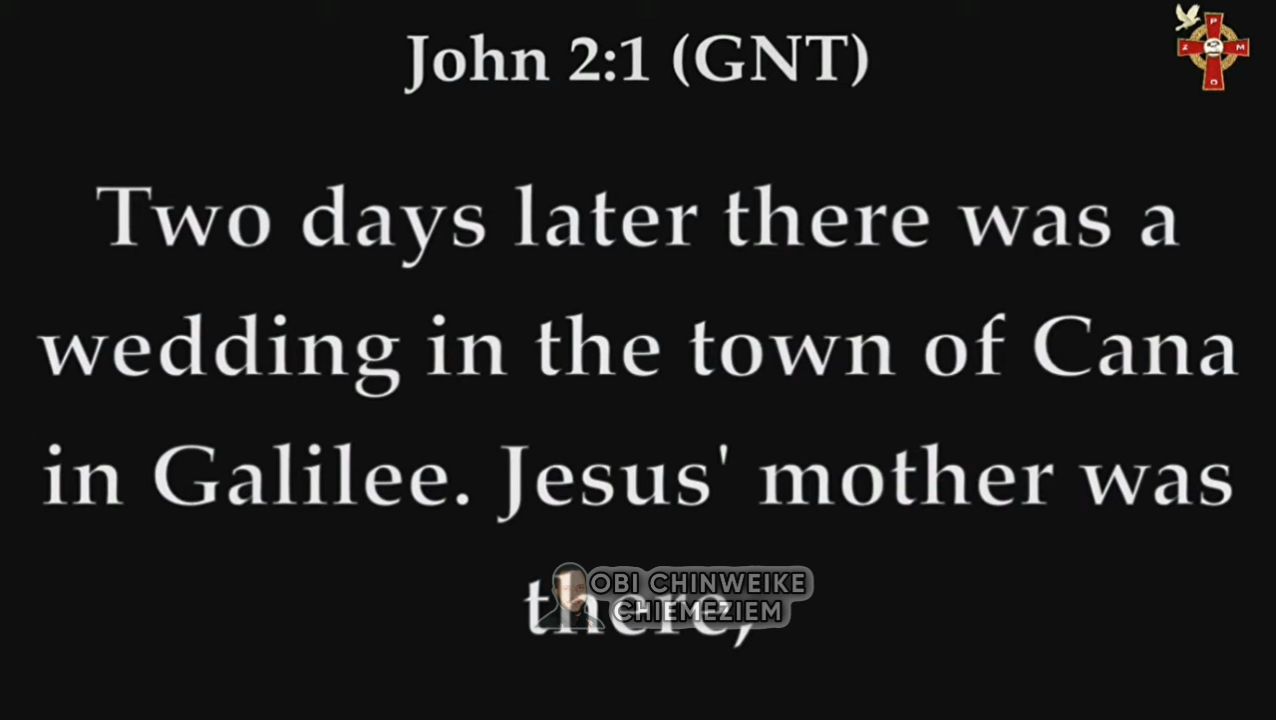 John 2:1 (GNT)
Two days later there was a
wedding in the town of Cana
in Galilee. Jesus' mother was
there,
OBI CHINWEIKE
CHIEMEZIEM
P
Z M